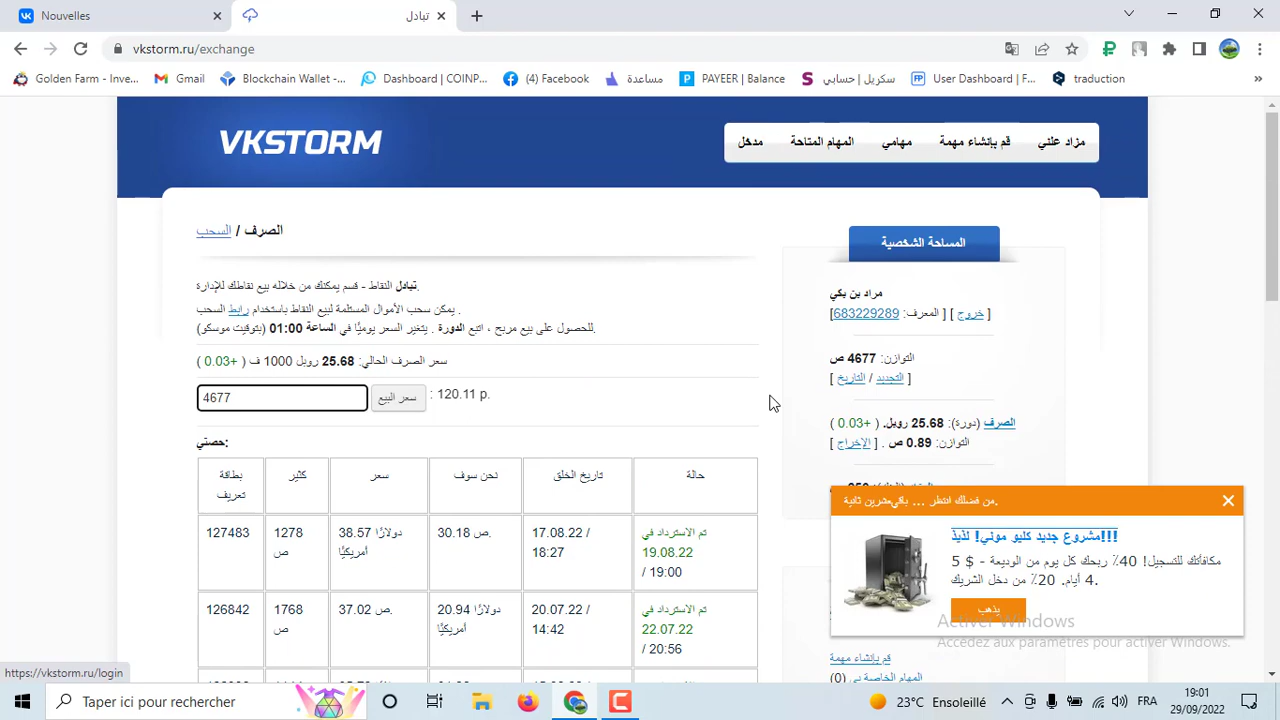 Nouvelles
تبادل
vkstorm.ru/exchange
Golden Farm - Inve...
Gmail
Blockchain Wallet -...
Dashboard | COINP...
(4) Facebook
مساعدة
PAYEER | Balance
سكريل | حسابي
User Dashboard | F...
traduction
VKSTORM
مدخل
المهام المتاحة
مهامي
قم بإنشاء مهمة
مزاد علني
الصرف / السحب
المساحة الشخصية
تبادل النقاط - قسم يمكنك من خلاله بيع نقاطك للإدارة.
يمكن سحب الأموال المستلمة لبيع النقاط باستخدام رابط السحب.
للحصول على بيع مربح ، اتبع الدورة . يتغير السعر يوميًا في الساعة 01:00 (بتوقيت موسكو).
سعر الصرف الحالي: 25.68 روبل 1000 ف ( +0.03 )
4677
سعر البيع
: 120.11 p.
حصتي:
بطاقة تعريف
كثير
سعر
نحن سوف
تاريخ الخلق
حالة
127483
1278 ص
38.57 دولارًا أمريكيًا
30.18 ص.
17.08.22 / 18:27
تم الاسترداد في 19.08.22 / 19:00
126842
1768 ص
37.02 ص.
20.94 دولارًا أمريكيًا
20.07.22 / 14:42
تم الاسترداد في 22.07.22 / 20:56
مراد بن بكي
[ المعرف: 683229289 ] [ خروج ]
التوازن: 4677 ص
[ التجديد / التاريخ ]
الصرف (دورة): 25.68 روبل. ( +0.03 )
التوازن: 0.89 ص . [ الإخراج ]
من فضلك انتظر ... باقي عشرين ثانية.
مشروع جديد كليو موني! لذيذ!!!
مكافأتك للتسجيل! 40٪ ربحك كل يوم من الوديعة - $ 5
4 أيام. 20٪ من دخل الشريك.
يذهب
Activer Windows
Accédez aux paramètres pour activer Windows.
قم بإنشاء مهمة
المهام الخاصة بي (0)
https://vkstorm.ru/login
Taper ici pour rechercher
23°C Ensoleillé
FRA
19:01
29/09/2022